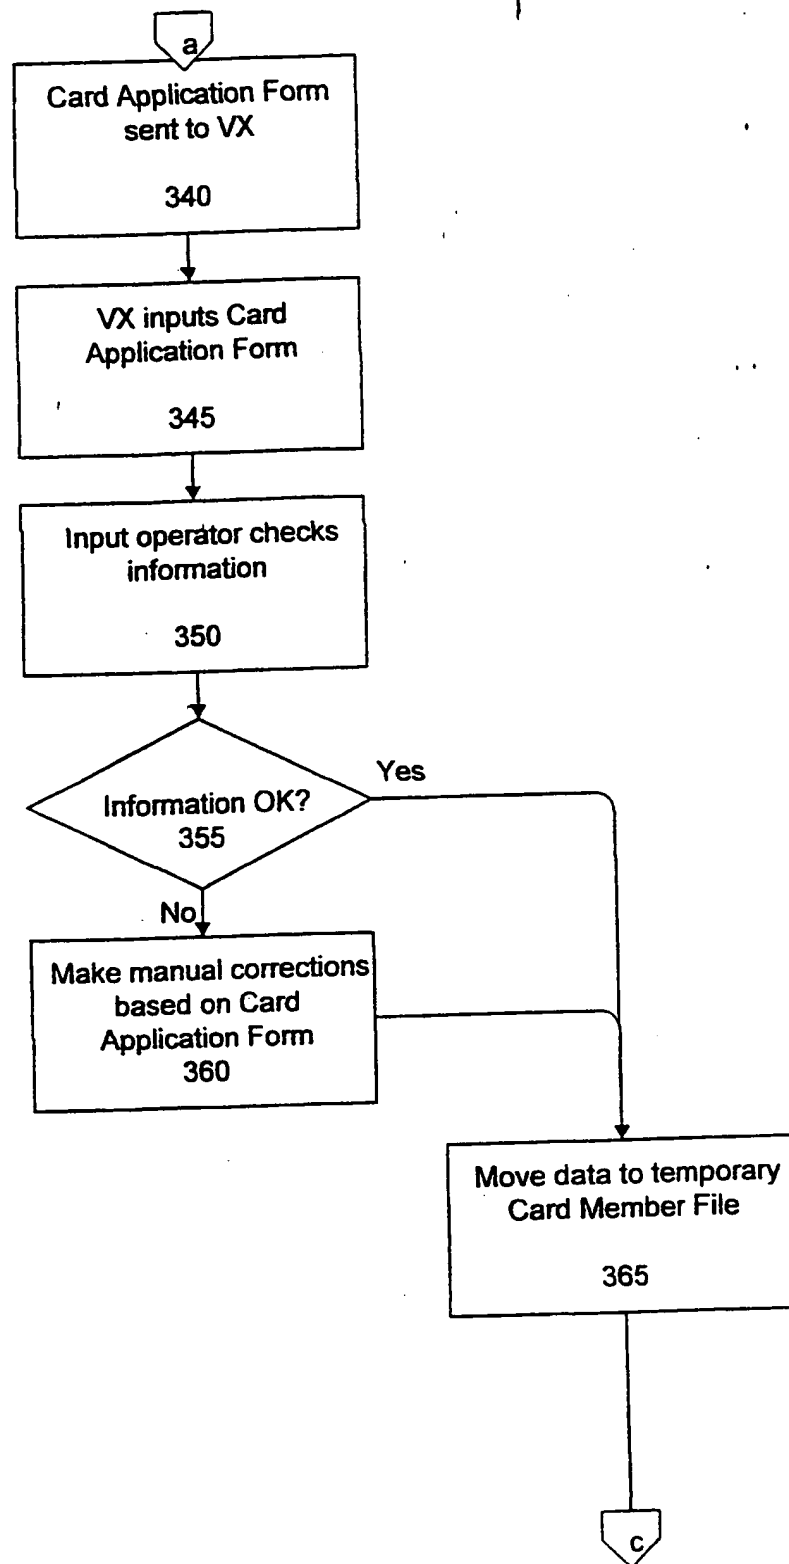 a
Card Application Form
sent to VX
340
VX inputs Card
Application Form
345
Input operator checks
information
350
Yes
Information OK?
355
No
Make manual corrections
based on Card
Application Form
360
Move data to temporary
Card Member File
365
c